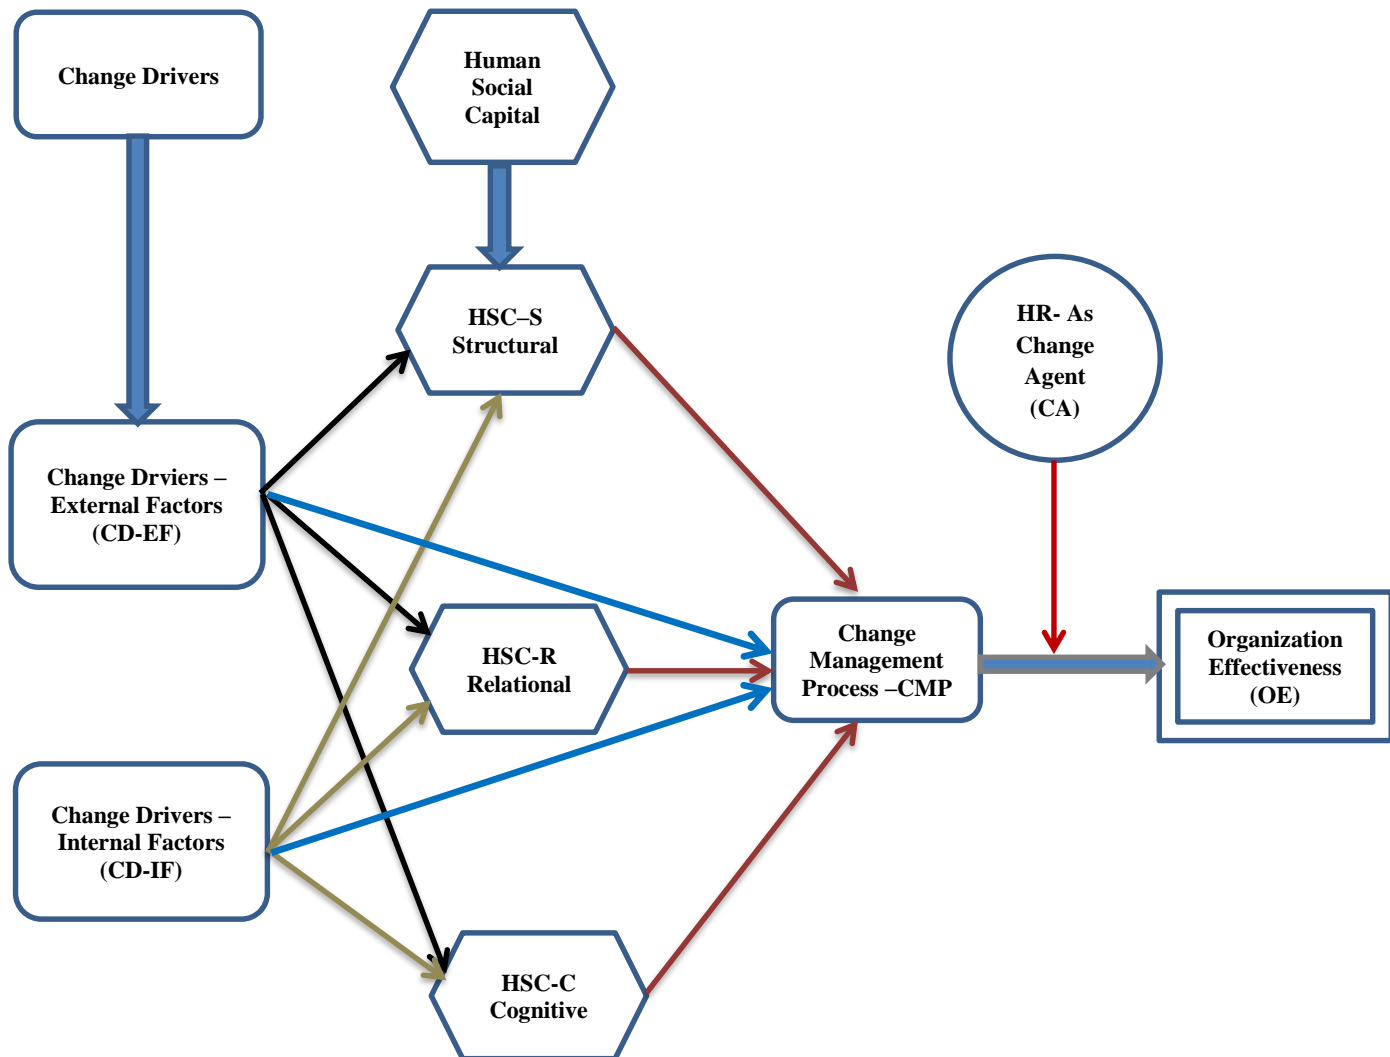 Change Drivers
Human
Social
Capital
HSC–S
Structural
HR- As
Change
Agent
(CA)
Change Drviers –
External Factors
(CD-EF)
HSC-R
Relational
Change
Management
Process –CMP
Organization
Effectiveness
(OE)
Change Drivers –
Internal Factors
(CD-IF)
HSC-C
Cognitive